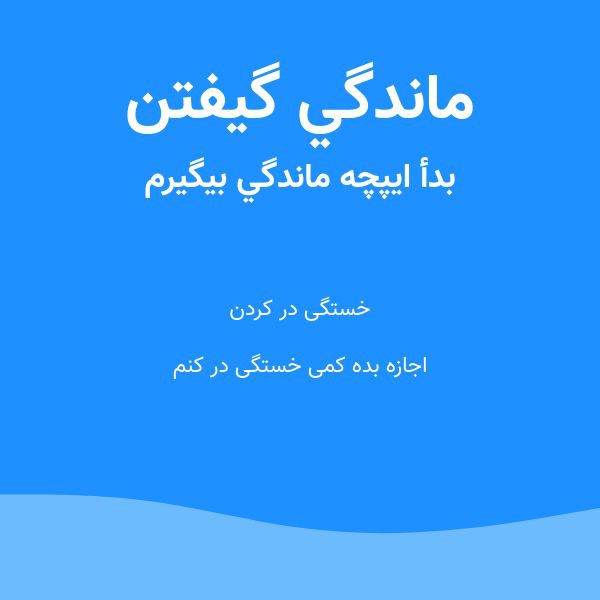 ماندگي گيفتن
بدأ ايپچه ماندگي بيگيرم
خستگی در کردن
اجازه بده کمی خستگی در کنم